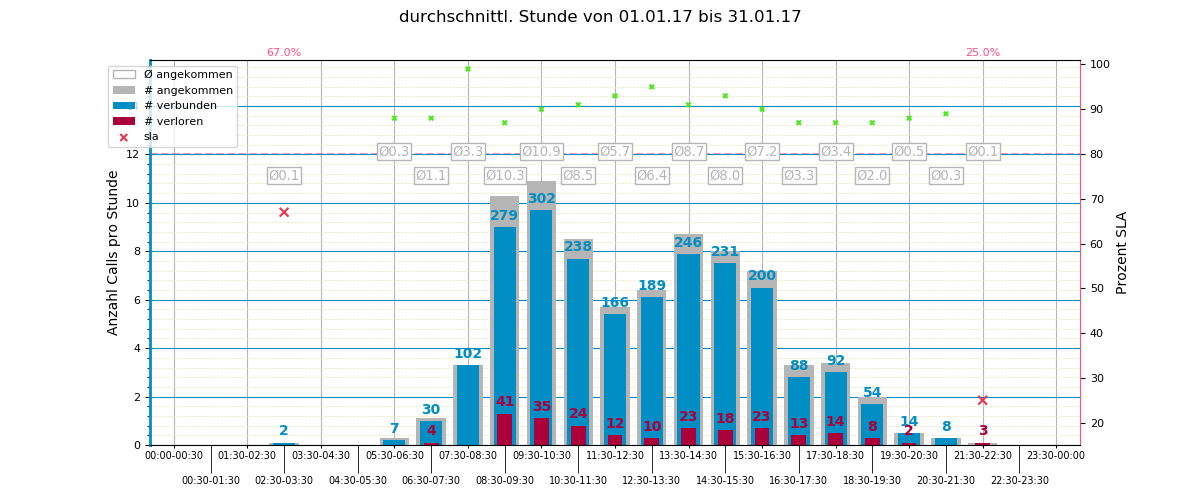 durchschnittl. Stunde von 01.01.17 bis 31.01.17
67.0% 25.0%
Ø angekommen
# angekommen
# verbunden
# verloren
sla
Anzahl Calls pro Stunde
12
10
8
6
4
2
0
Prozent SLA
100
90
80
70
60
50
40
30
20
Ø0.3 Ø3.3 Ø10.9 Ø5.7 Ø8.7 Ø7.2 Ø3.4 Ø0.5 Ø0.1
Ø0.1 Ø1.1 Ø10.3 Ø8.5 Ø6.4 Ø8.0 Ø3.3 Ø2.0 Ø0.3
2 7 30 102 279 302 238 166 189 246 231 200 88 92 54 14 8
4 41 35 24 12 10 23 18 23 13 14 8 2 3
00:00-00:30 01:30-02:30 03:30-04:30 05:30-06:30 07:30-08:30 09:30-10:30 11:30-12:30 13:30-14:30 15:30-16:30 17:30-18:30 19:30-20:30 21:30-22:30 23:30-00:00
00:30-01:30 02:30-03:30 04:30-05:30 06:30-07:30 08:30-09:30 10:30-11:30 12:30-13:30 14:30-15:30 16:30-17:30 18:30-19:30 20:30-21:30 22:30-23:30